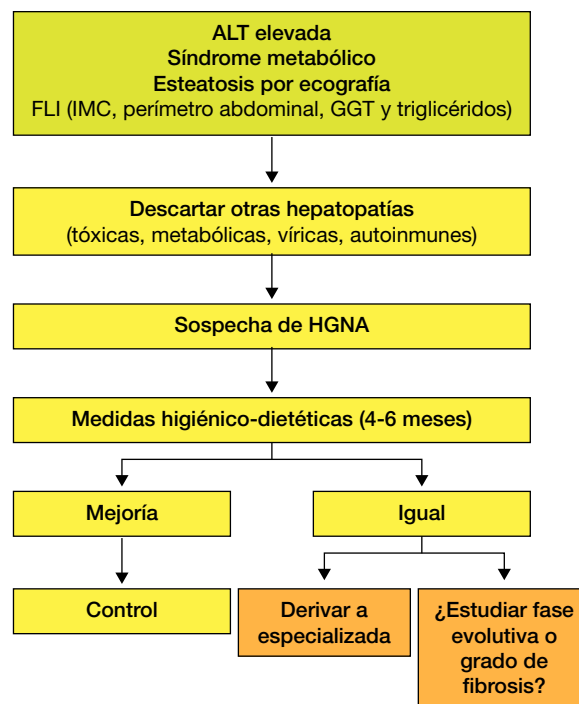 ALT elevada
Síndrome metabólico
Esteatosis por ecografía
FLI (IMC, perímetro abdominal, GGT y triglicéridos)
Descartar otras hepatopatías
(tóxicas, metabólicas, víricas, autoinmunes)
Sospecha de HGNA
Medidas higiénico-dietéticas (4-6 meses)
Mejoría
Igual
Control
Derivar a
especializada
¿Estudiar fase
evolutiva o
grado de
fibrosis?